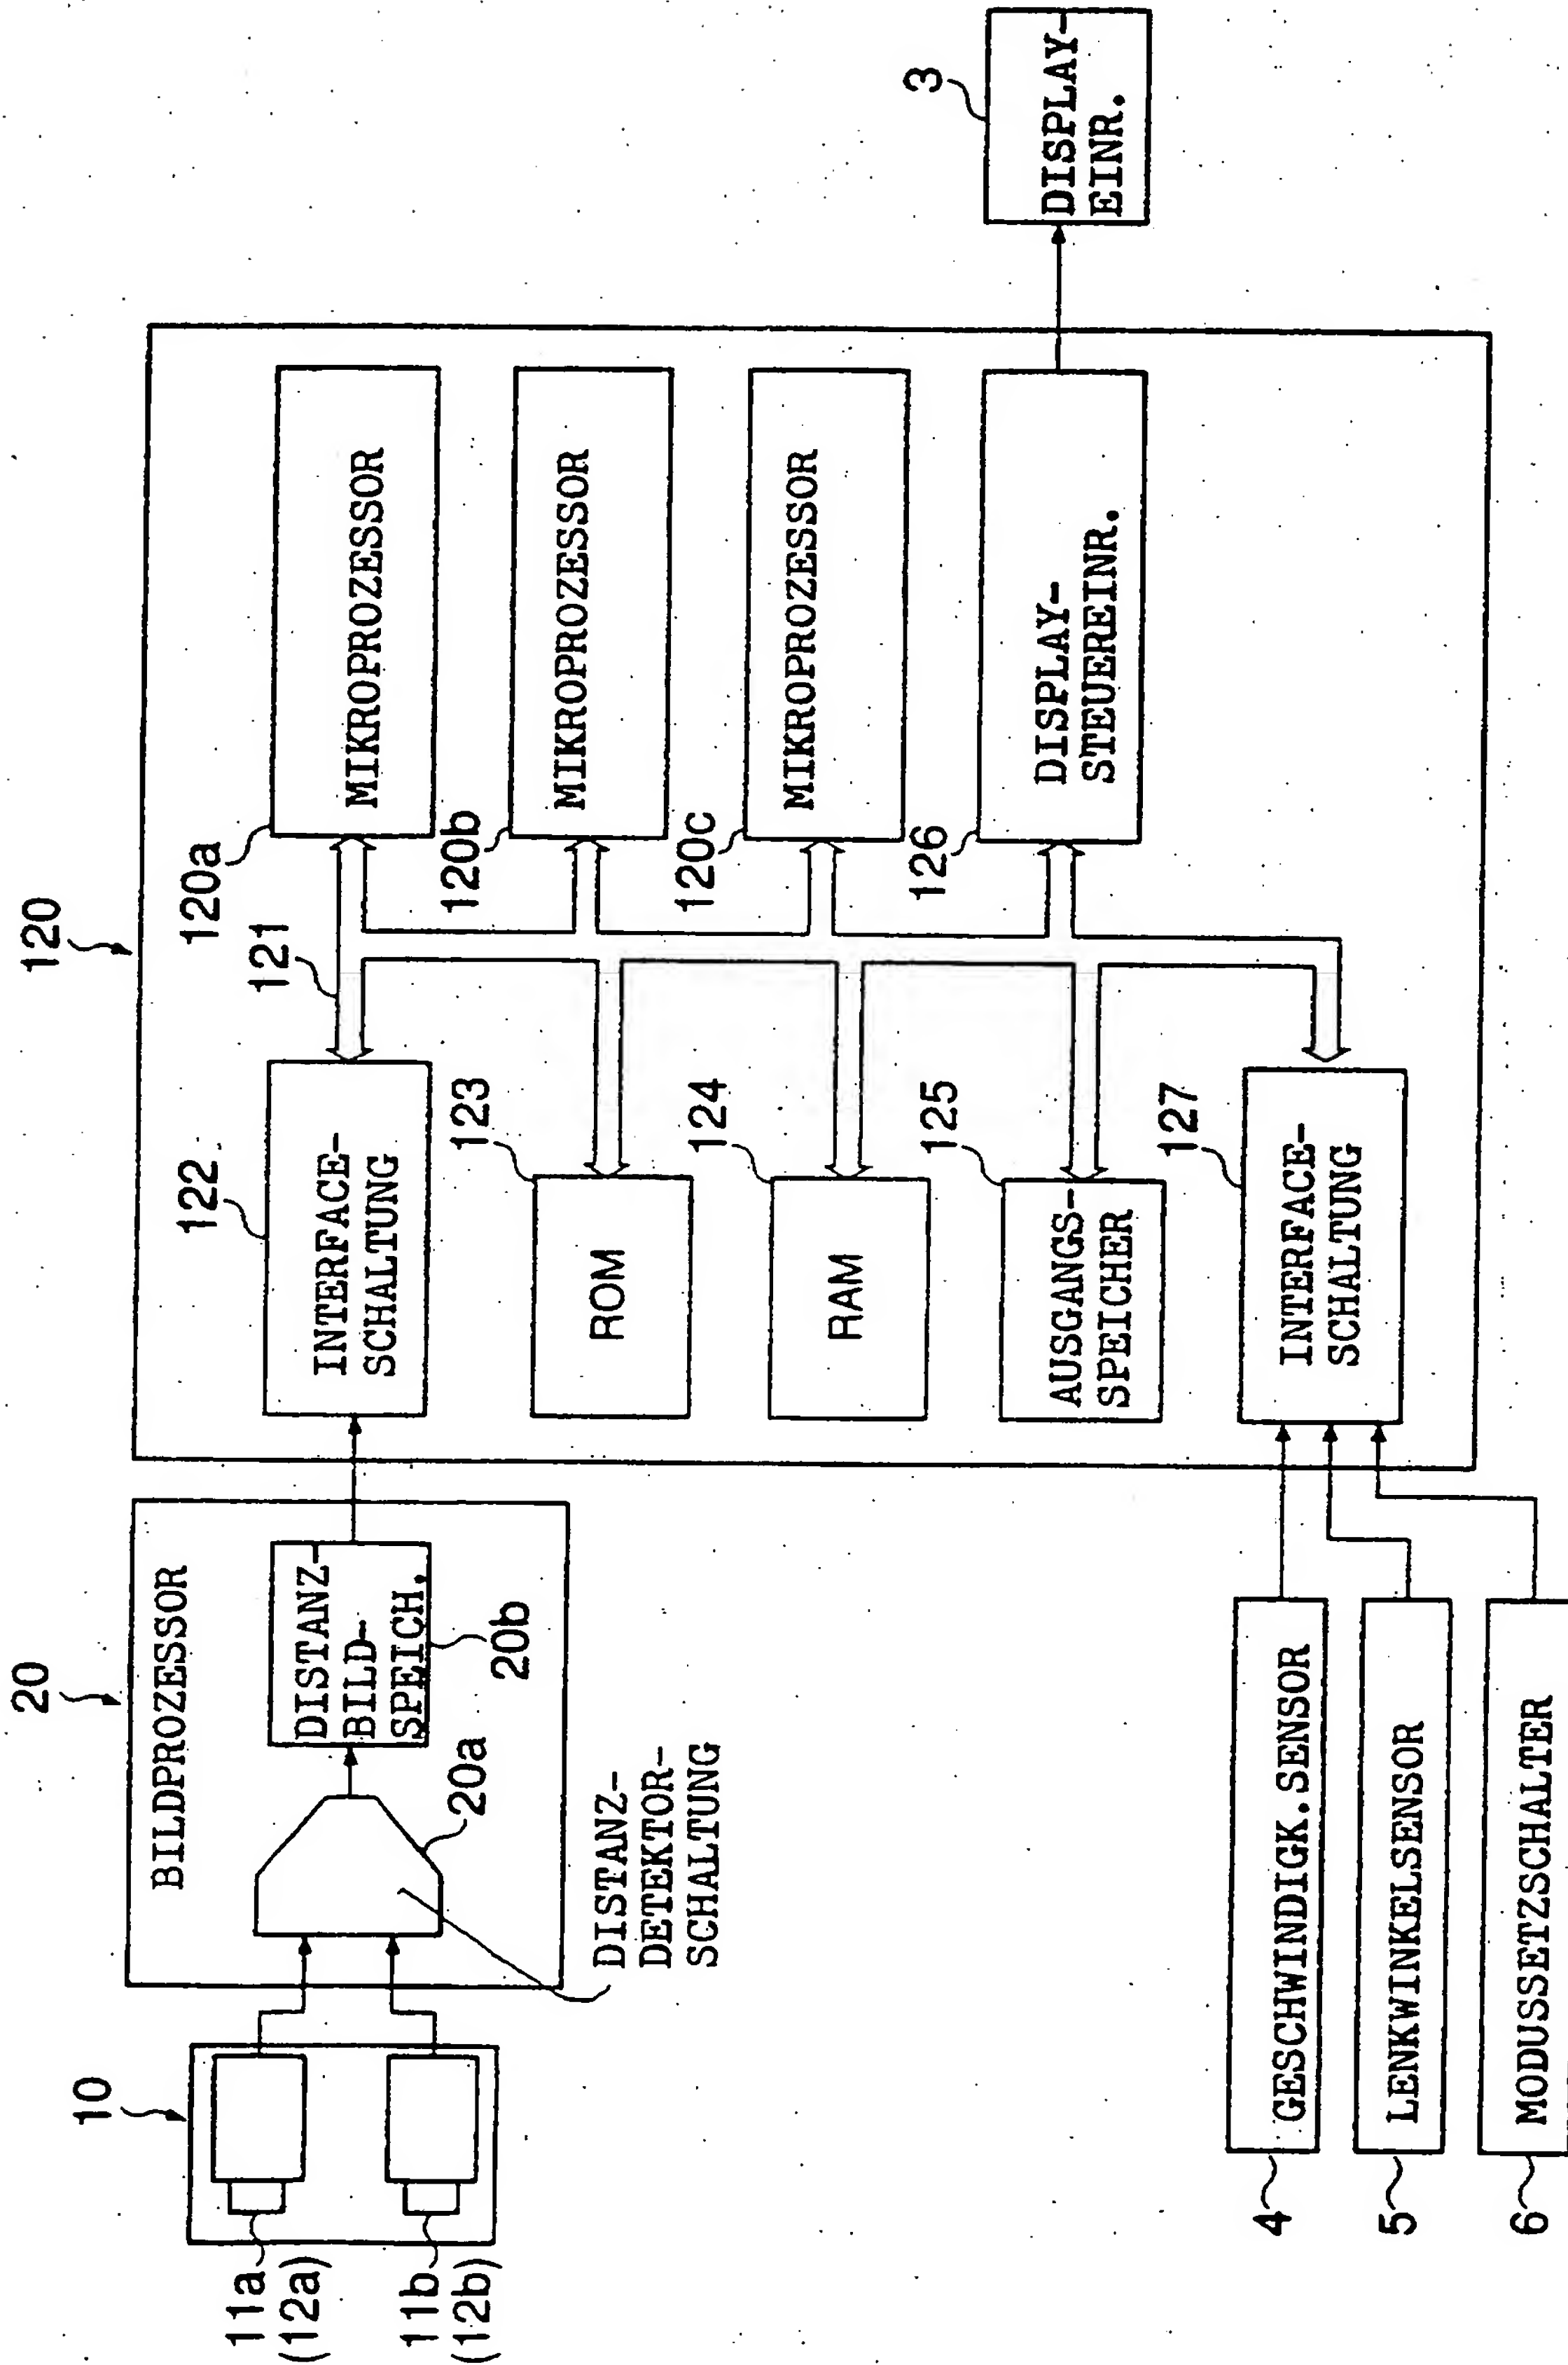 10
11a
(12a)
11b
(12b)
20
BILDPROZESSOR
DISTANZ-
BILD-
SPEICH.
20b
20a
DISTANZ-
DETEKTOR-
SCHALTUNG
120
122
INTERFACE-
SCHALTUNG
121
120a
MIKROPROZESSOR
123
ROM
120b
MIKROPROZESSOR
124
RAM
120c
MIKROPROZESSOR
125
AUSGANGS-
SPEICHER
126
DISPLAY-
STEUEREINR.
127
INTERFACE-
SCHALTUNG
3
DISPLAY-
EINR.
4
GESCHWINDIGK.SENSOR
5
LENKWINKELSENSOR
6
MODUSSETZSCHALTER